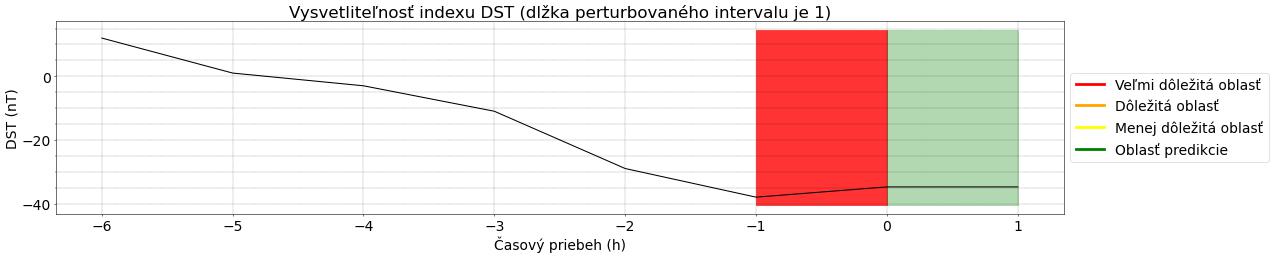 Vysvetliteľnosť indexu DST (dĺžka perturbovaného intervalu je 1)
DST (nT)
0
−20
−40
−6 −5 −4 −3 −2 −1 0 1
Časový priebeh (h)
Veľmi dôležitá oblasť
Dôležitá oblasť
Menej dôležitá oblasť
Oblasť predikcie